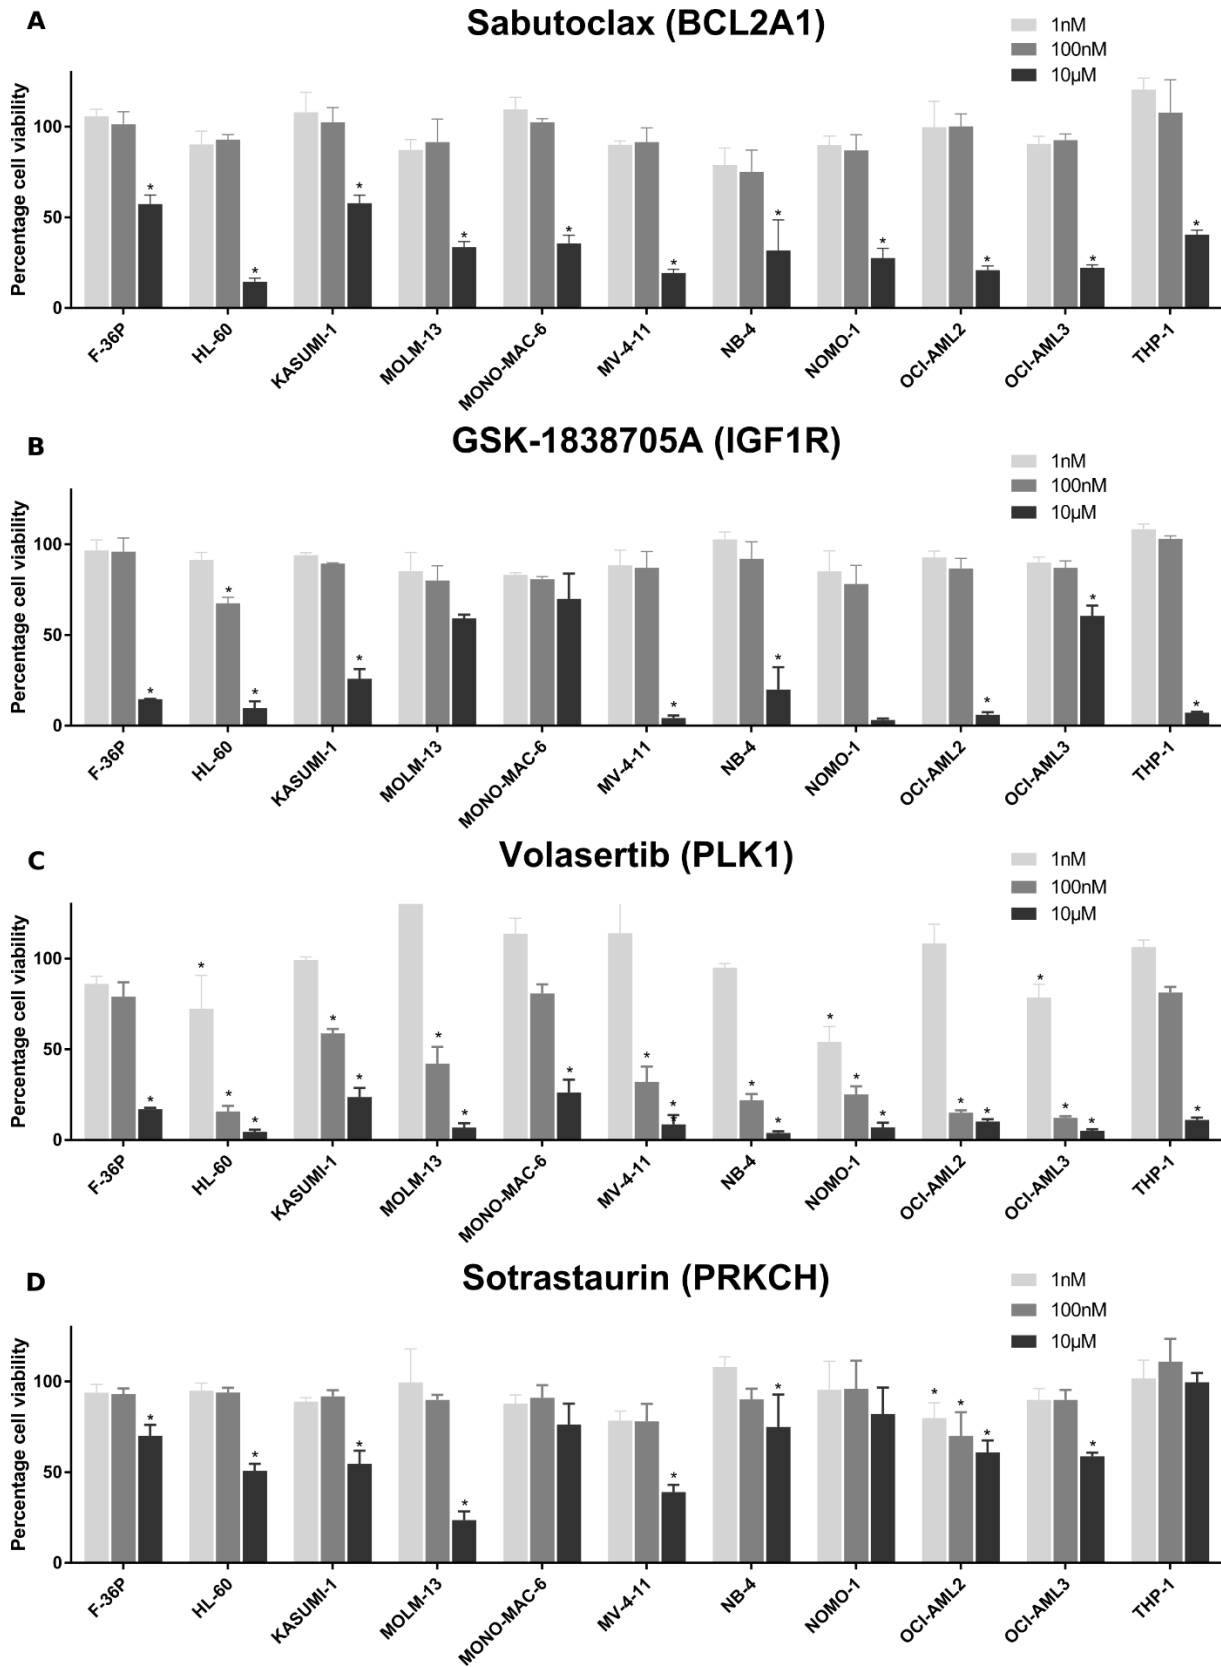 A
Sabutoclax (BCL2A1)
1nM
100nM
10µM
Percentage cell viability
100
50
0
* * * * * * * * * * *
F-36P HL-60 KASUMI-1 MOLM-13 MONO-MAC-6 MV-4-11 NB-4 NOMO-1 OCI-AML2 OCI-AML3 THP-1
B
GSK-1838705A (IGF1R)
1nM
100nM
10µM
Percentage cell viability
100
50
0
* * * * * * * * *
F-36P HL-60 KASUMI-1 MOLM-13 MONO-MAC-6 MV-4-11 NB-4 NOMO-1 OCI-AML2 OCI-AML3 THP-1
C
Volasertib (PLK1)
1nM
100nM
10µM
Percentage cell viability
100
50
0
* * * * * * * * * * * * * * * * * * * * * * *
F-36P HL-60 KASUMI-1 MOLM-13 MONO-MAC-6 MV-4-11 NB-4 NOMO-1 OCI-AML2 OCI-AML3 THP-1
D
Sotrastaurin (PRKCH)
1nM
100nM
10µM
Percentage cell viability
100
50
0
* * * * * * * * * *
F-36P HL-60 KASUMI-1 MOLM-13 MONO-MAC-6 MV-4-11 NB-4 NOMO-1 OCI-AML2 OCI-AML3 THP-1